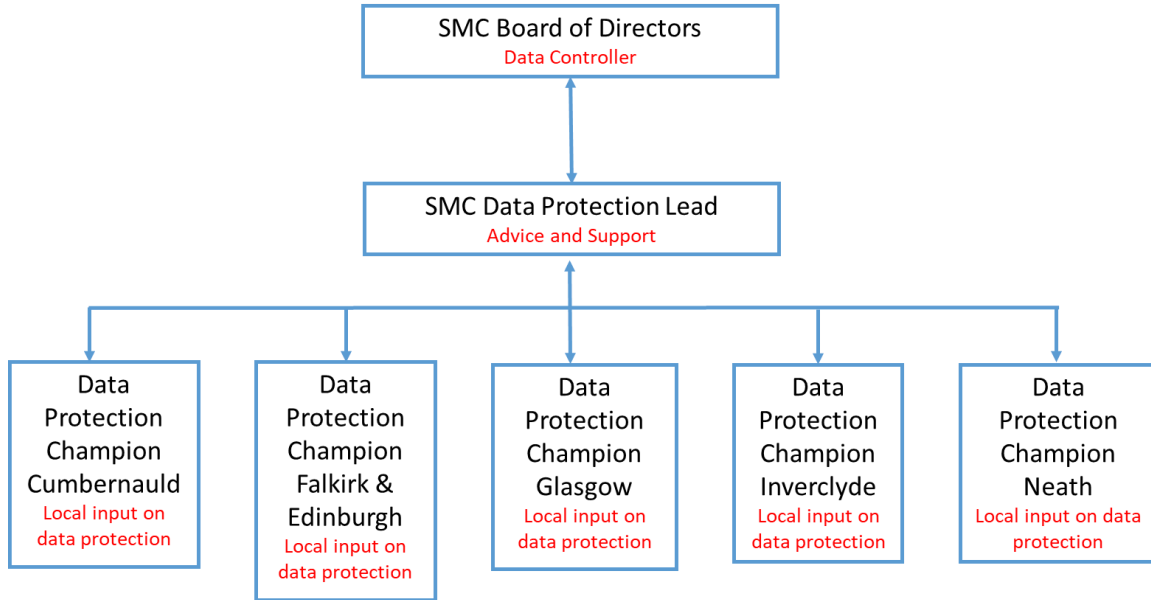 SMC Board of Directors
Data Controller
SMC Data Protection Lead
Advice and Support
Data
Protection
Champion
Cumbernauld
Local input on
data protection
Data
Protection
Champion
Falkirk &
Edinburgh
Local input on
data protection
Data
Protection
Champion
Glasgow
Local input on
data protection
Data
Protection
Champion
Inverclyde
Local input on
data protection
Data
Protection
Champion
Neath
Local input on data
protection